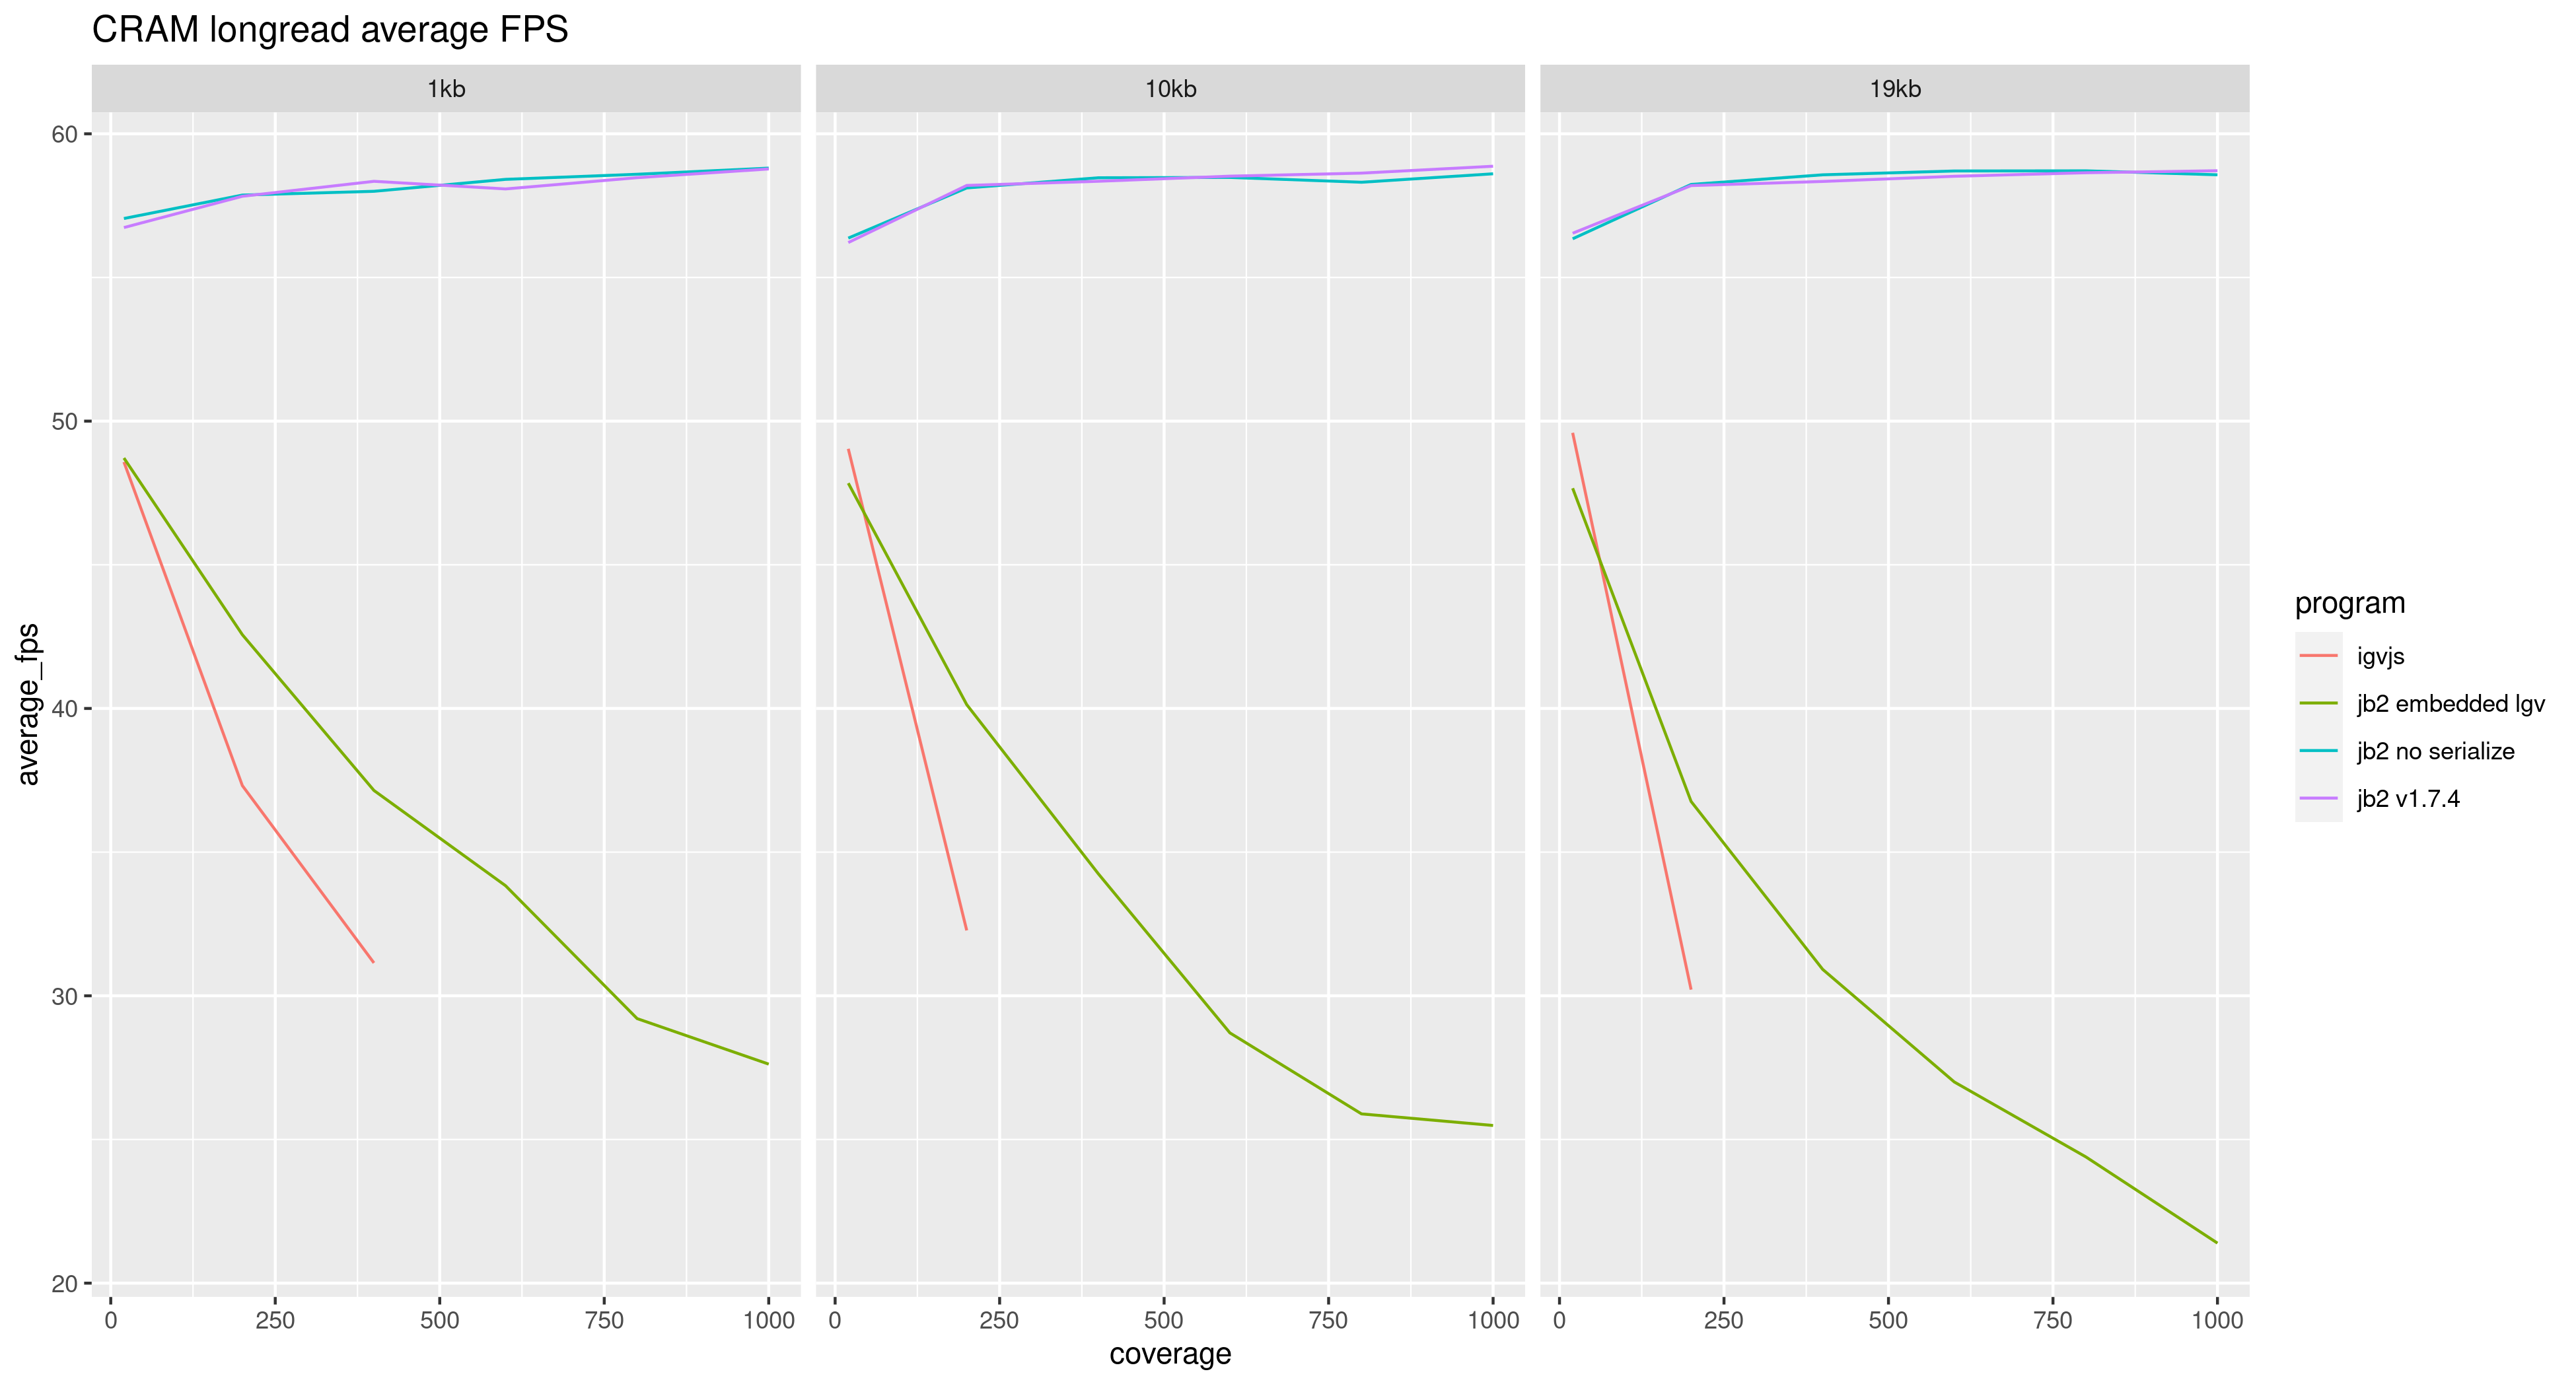 CRAM longread average FPS
1kb
10kb
19kb
average_fps
60
50
40
30
20
0 250 500 750 1000
0 250 500 750 1000
0 250 500 750 1000
coverage
program
igvjs
jb2 embedded lgv
jb2 no serialize
jb2 v1.7.4